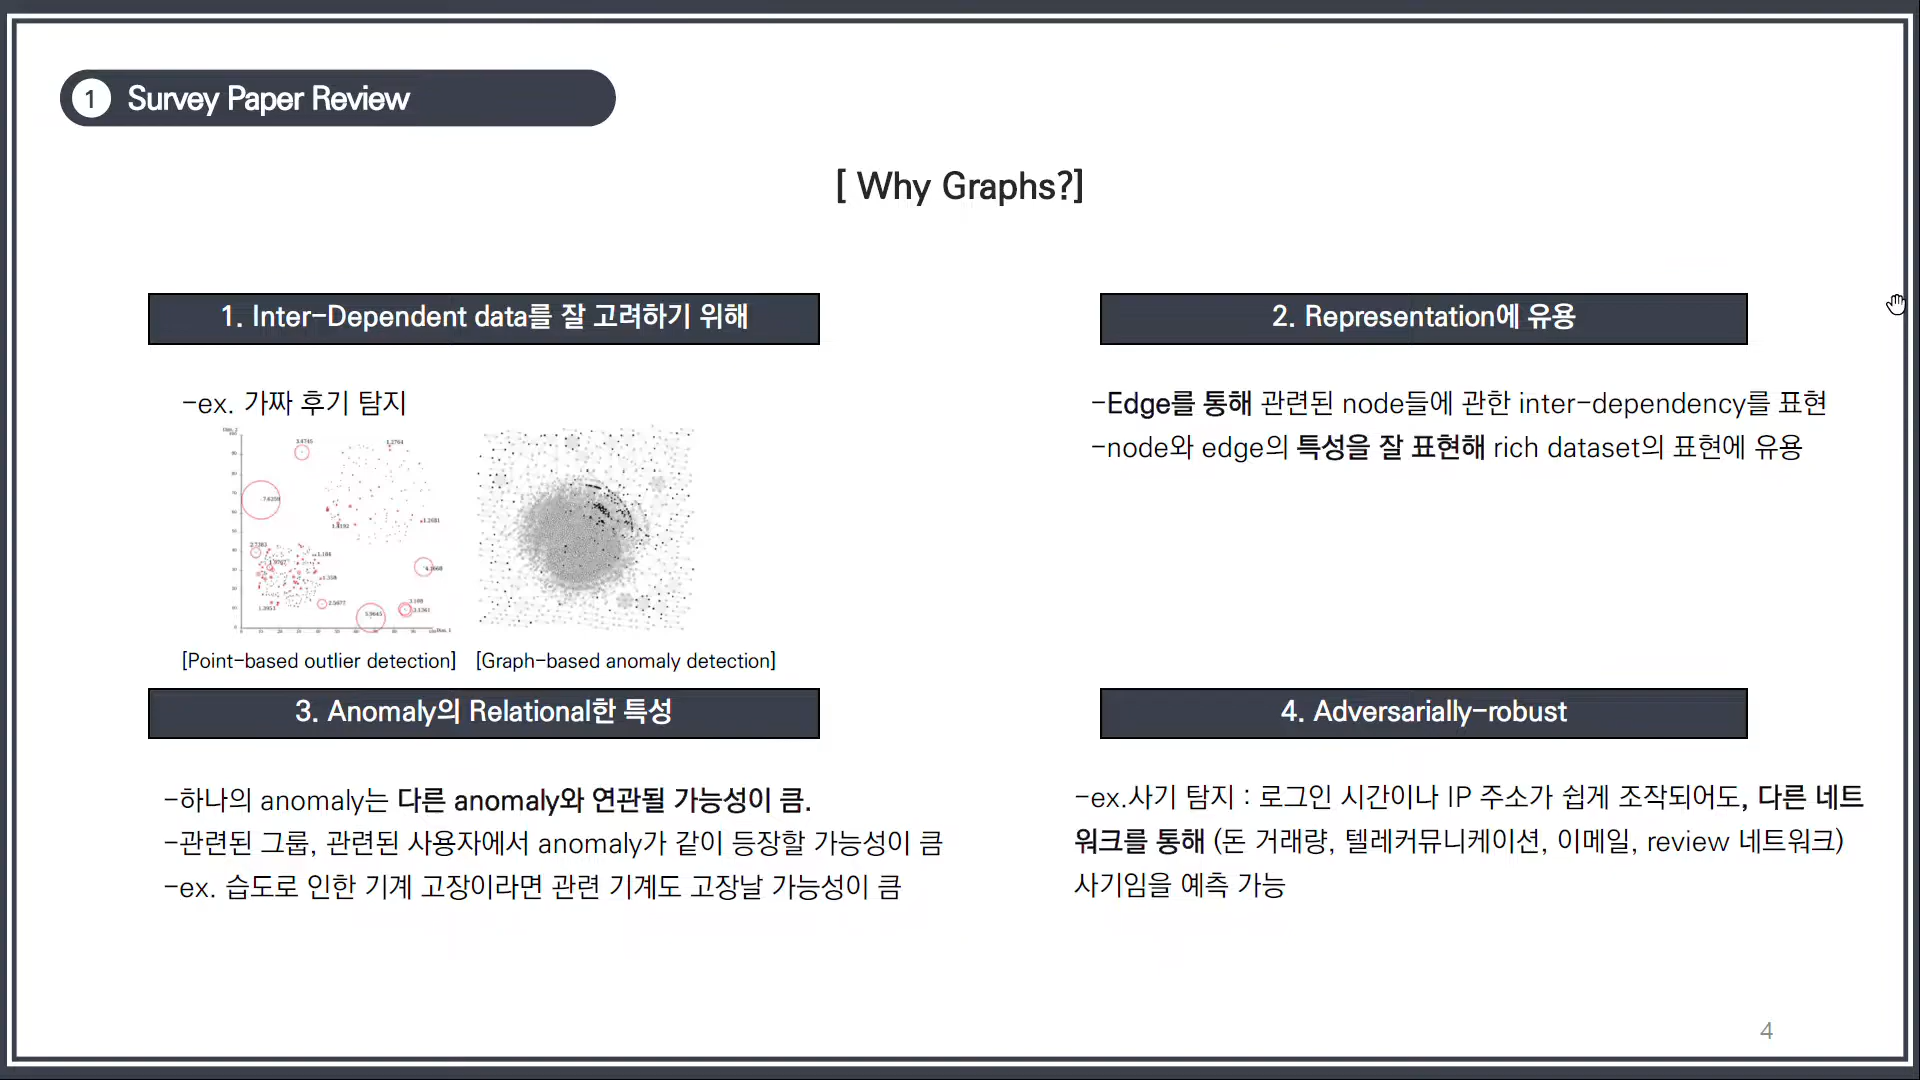 1 Survey Paper Review
[ Why Graphs?]
1. Inter-Dependent data를 잘 고려하기 위해
-ex. 가짜 후기 탐지
[Point-based outlier detection] [Graph-based anomaly detection]
2. Representation에 유용
-Edge를 통해 관련된 node들에 관한 inter-dependency를 표현
-node와 edge의 특성을 잘 표현해 rich dataset의 표현에 유용
3. Anomaly의 Relational한 특성
-하나의 anomaly는 다른 anomaly와 연관될 가능성이 큼.
-관련된 그룹, 관련된 사용자에서 anomaly가 같이 등장할 가능성이 큼
-ex. 습도로 인한 기계 고장이라면 관련 기계도 고장날 가능성이 큼
4. Adversarially-robust
-ex.사기 탐지 : 로그인 시간이나 IP 주소가 쉽게 조작되어도, 다른 네트
워크를 통해 (돈 거래량, 텔레커뮤니케이션, 이메일, review 네트워크)
사기임을 예측 가능
4